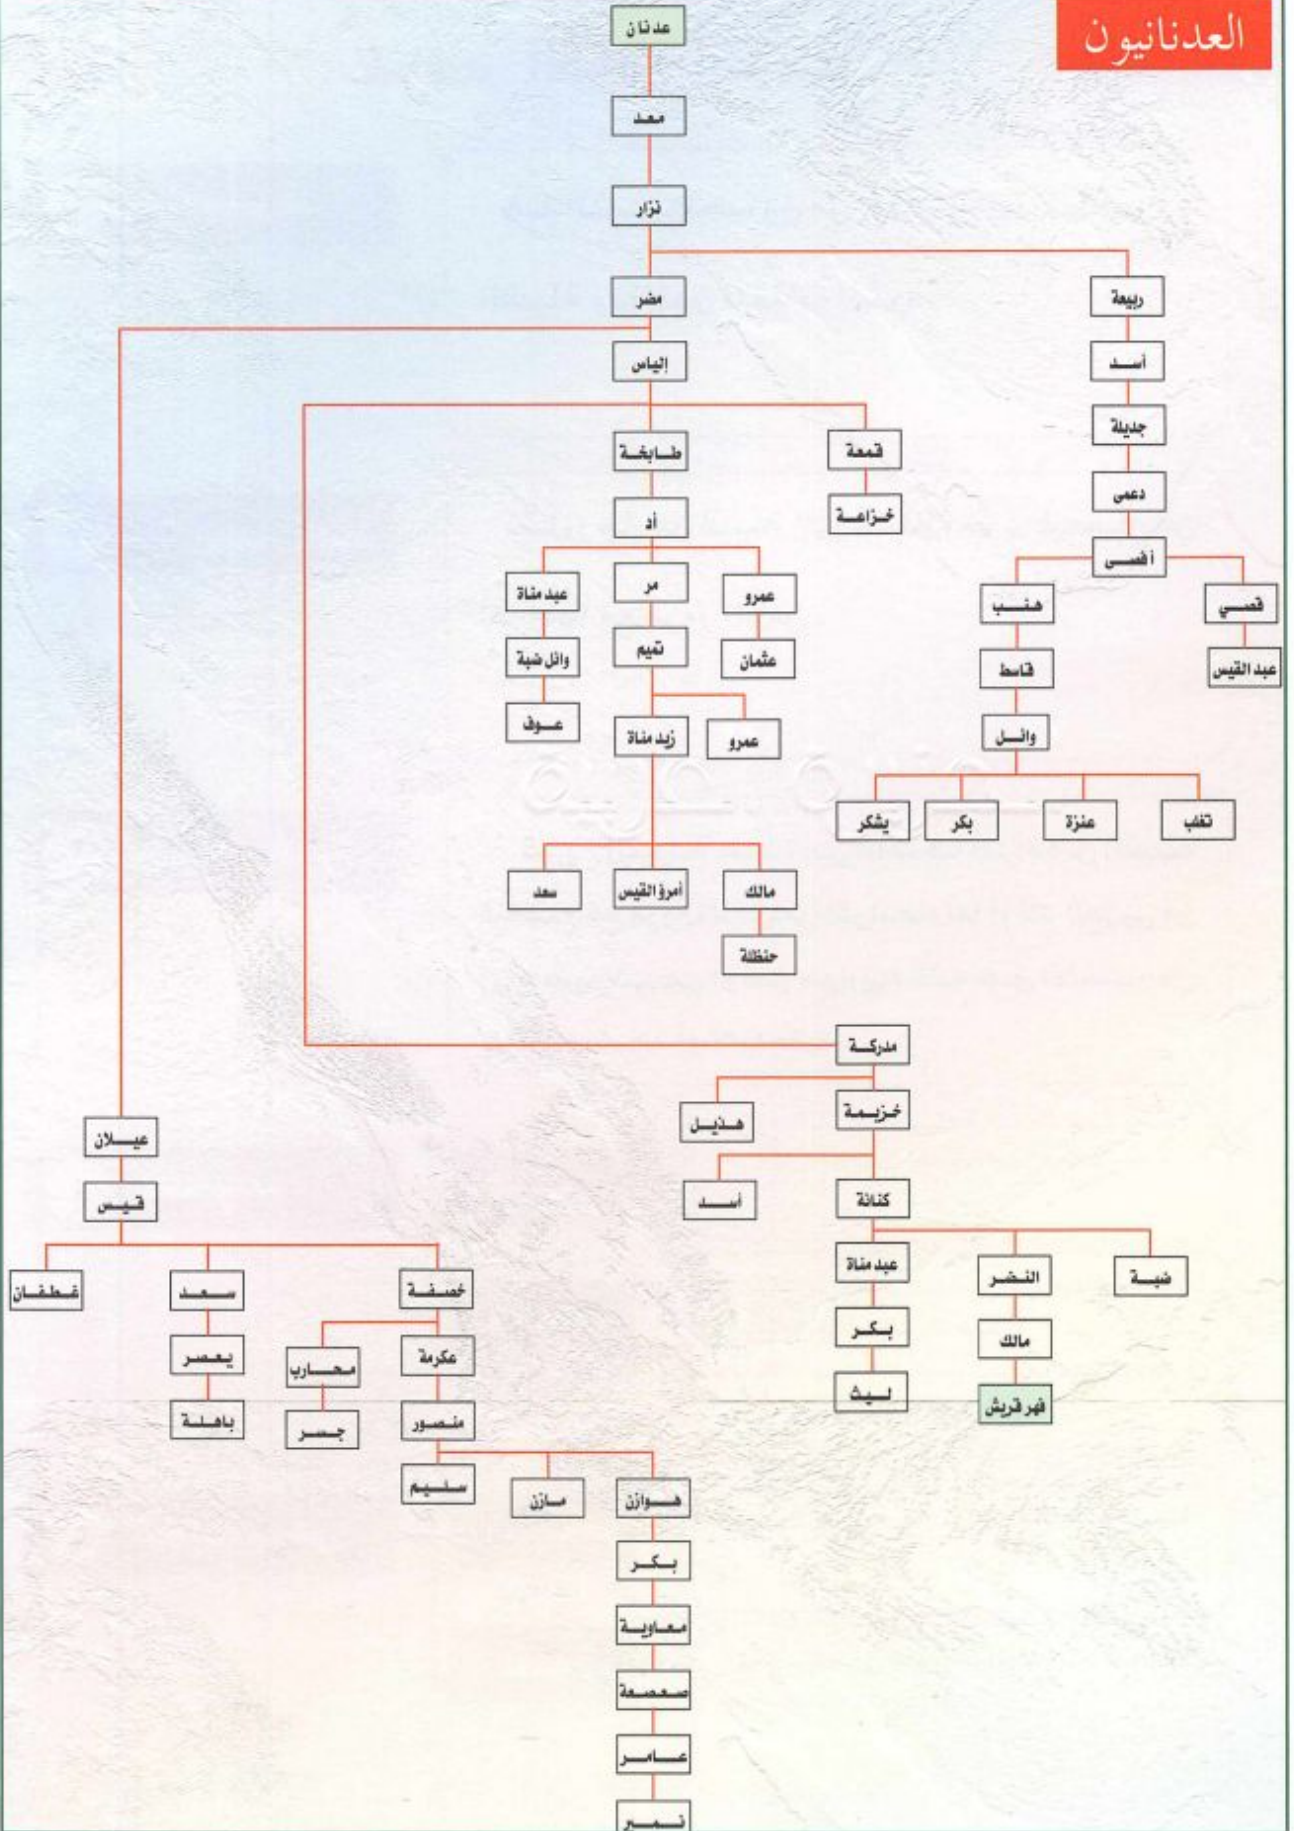 العدنانيون
عدنان
معد
نزار
ربيعة
مضر
أسد
إلياس
جديلة
قمعة
طابخة
دعمى
خزاعة
أد
أفصى
قصي
هنب
عمرو
مر
عبد مناة
عبد القيس
قاسط
عثمان
تميم
وائل ضبة
وائل
عمرو
زيد مناة
عوف
تغلب
عنزة
بكر
يشكر
مالك
أمرؤ القيس
سعد
حنظلة
مدركة
خزيمة
هذيل
عيلان
كنانة
أسد
قيس
ضبة
النضر
عبد مناة
خصفة
سعد
غطفان
مالك
بكر
عكرمة
محارب
يعصر
فهر قريش
ليث
منصور
جسر
باهلة
هوازن
مازن
سليم
بكر
معاوية
صعصعة
عامر
نمير